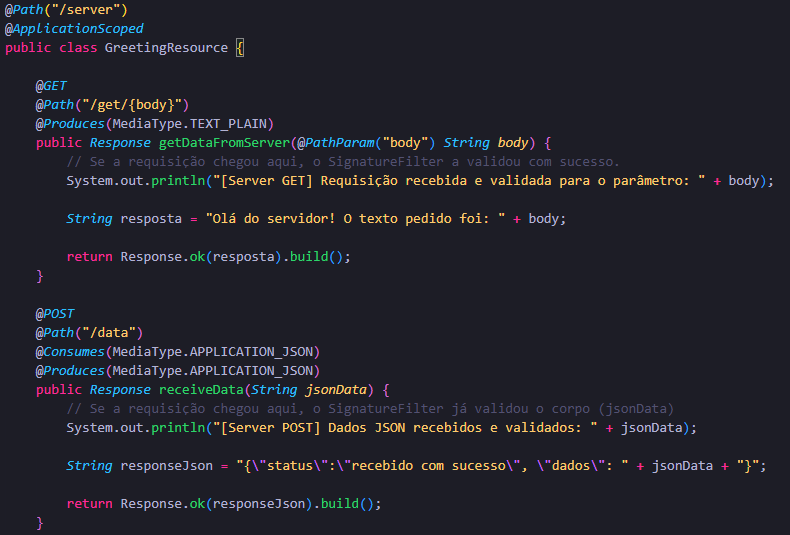 @Path("/server")
@ApplicationScoped
public class GreetingResource {
@GET
@Path("/get/{body}")
@Produces(MediaType.TEXT_PLAIN)
public Response getDataFromServer(@PathParam("body") String body) {
// Se a requisição chegou aqui, o SignatureFilter a validou com sucesso.
System.out.println("[Server GET] Requisição recebida e validada para o parâmetro: " + body);
String resposta = "Olá do servidor! O texto pedido foi: " + body;
return Response.ok(resposta).build();
}
@POST
@Path("/data")
@Consumes(MediaType.APPLICATION_JSON)
@Produces(MediaType.APPLICATION_JSON)
public Response receiveData(String jsonData) {
// Se a requisição chegou aqui, o SignatureFilter já validou o corpo (jsonData)
System.out.println("[Server POST] Dados JSON recebidos e validados: " + jsonData);
String responseJson = "{\"status\":\"recebido com sucesso\", \"dados\": " + jsonData + "}";
return Response.ok(responseJson).build();
}